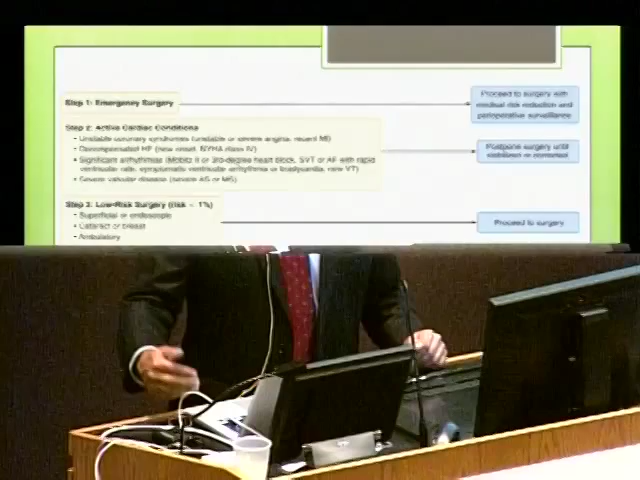 Step 1: Emergency Surgery
Proceed to surgery with
medical risk reduction and
perioperative surveillance
Step 2: Active Cardiac Conditions
• Unstable coronary syndromes (unstable or severe angina, recent MI)
• Decompensated HF (new onset, NYHA class IV)
• Significant arrhythmias (Mobitz II or 3rd-degree heart block, SVT or AF with rapid
ventricular rate, symptomatic ventricular arrhythmia or bradycardia, new VT)
• Severe valvular disease (severe AS or MS)
Postpone surgery until
stabilized or corrected
Step 3: Low-Risk Surgery (risk < 1%)
• Superficial or endoscopic
• Cataract or breast
• Ambulatory
Proceed to surgery